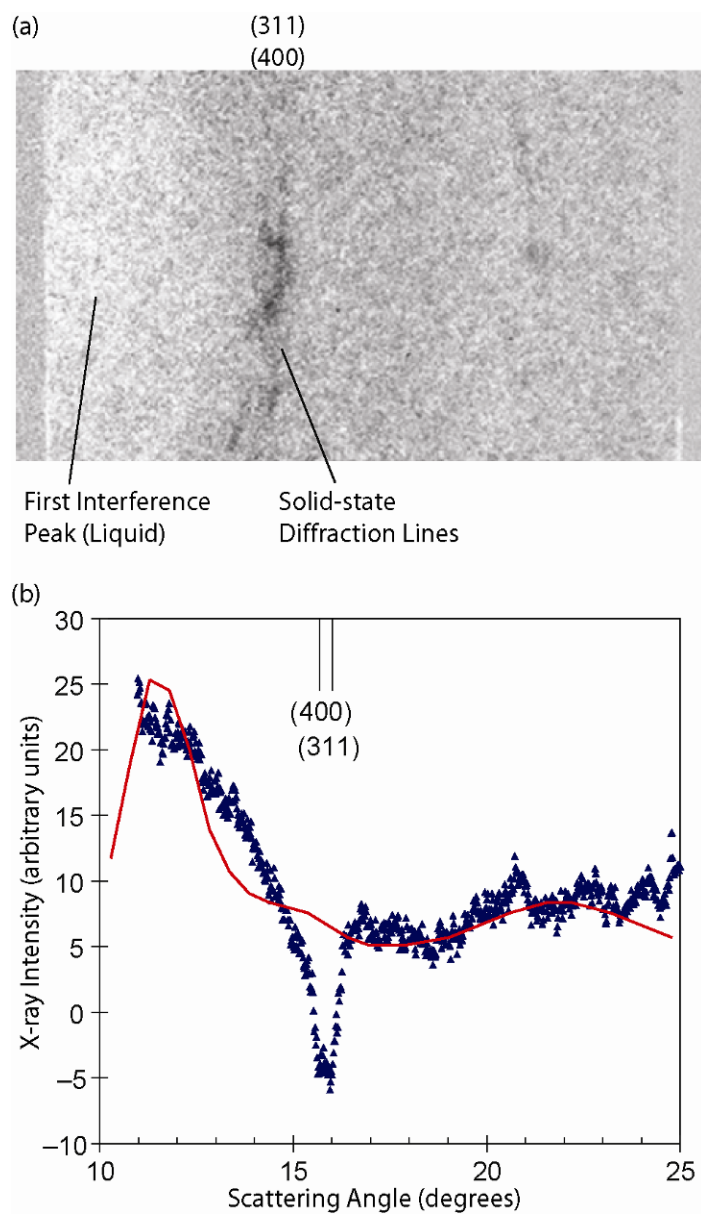 (a)
(311)
(400)
First Interference
Peak (Liquid)
Solid-state
Diffraction Lines
(b)
30
25
20
15
10
5
0
–5
–10
X-ray Intensity (arbitrary units)
(400)
(311)
10
15
20
25
Scattering Angle (degrees)